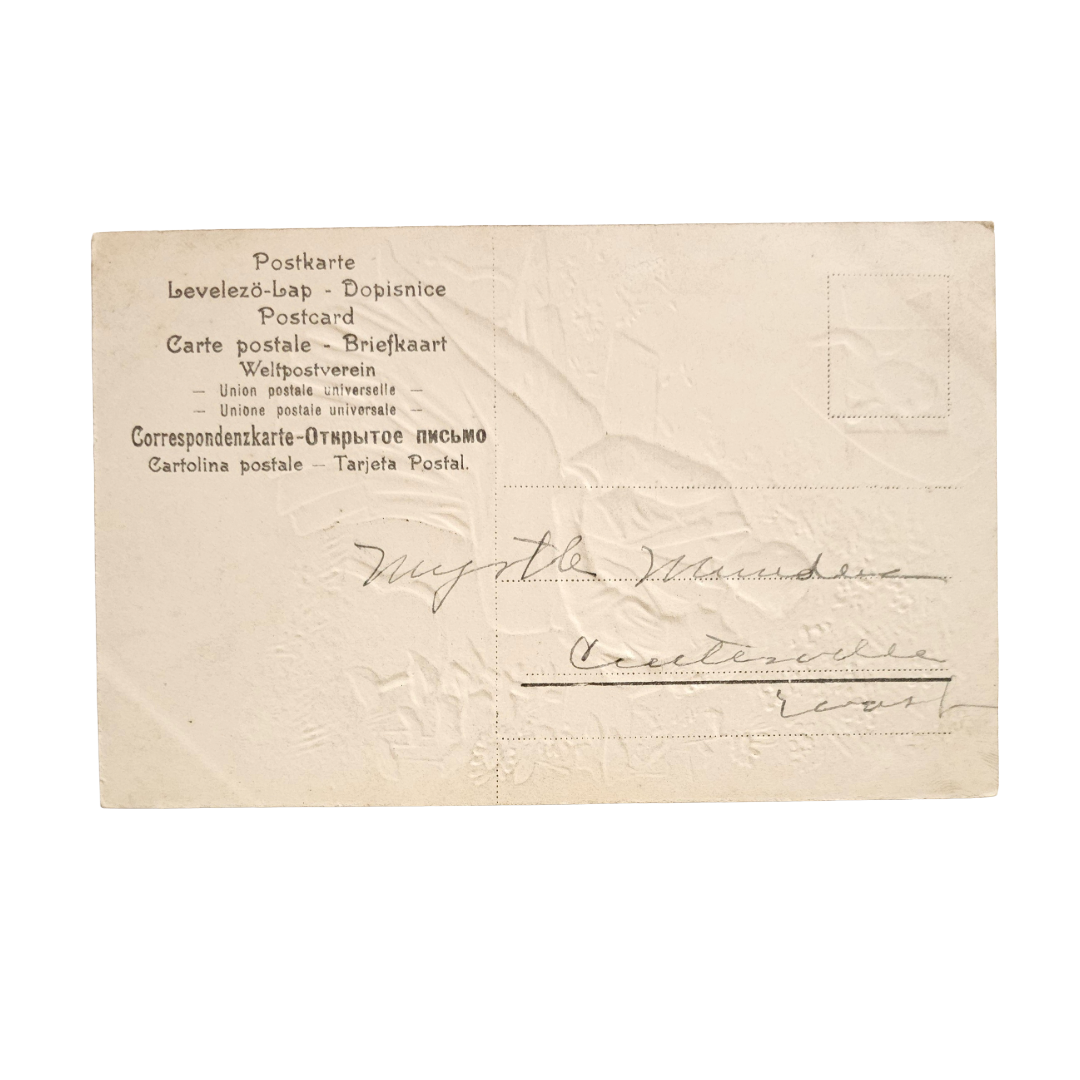 Postkarte
Levelező-Lap - Dopisnice
Postcard
Carte postale - Briefkaart
Weltpostverein
— Union postale universelle —
— Unione postale universale —
Correspondenzkarte-Открытое письмо
Cartolina postale — Tarjeta Postal.
Myrtle